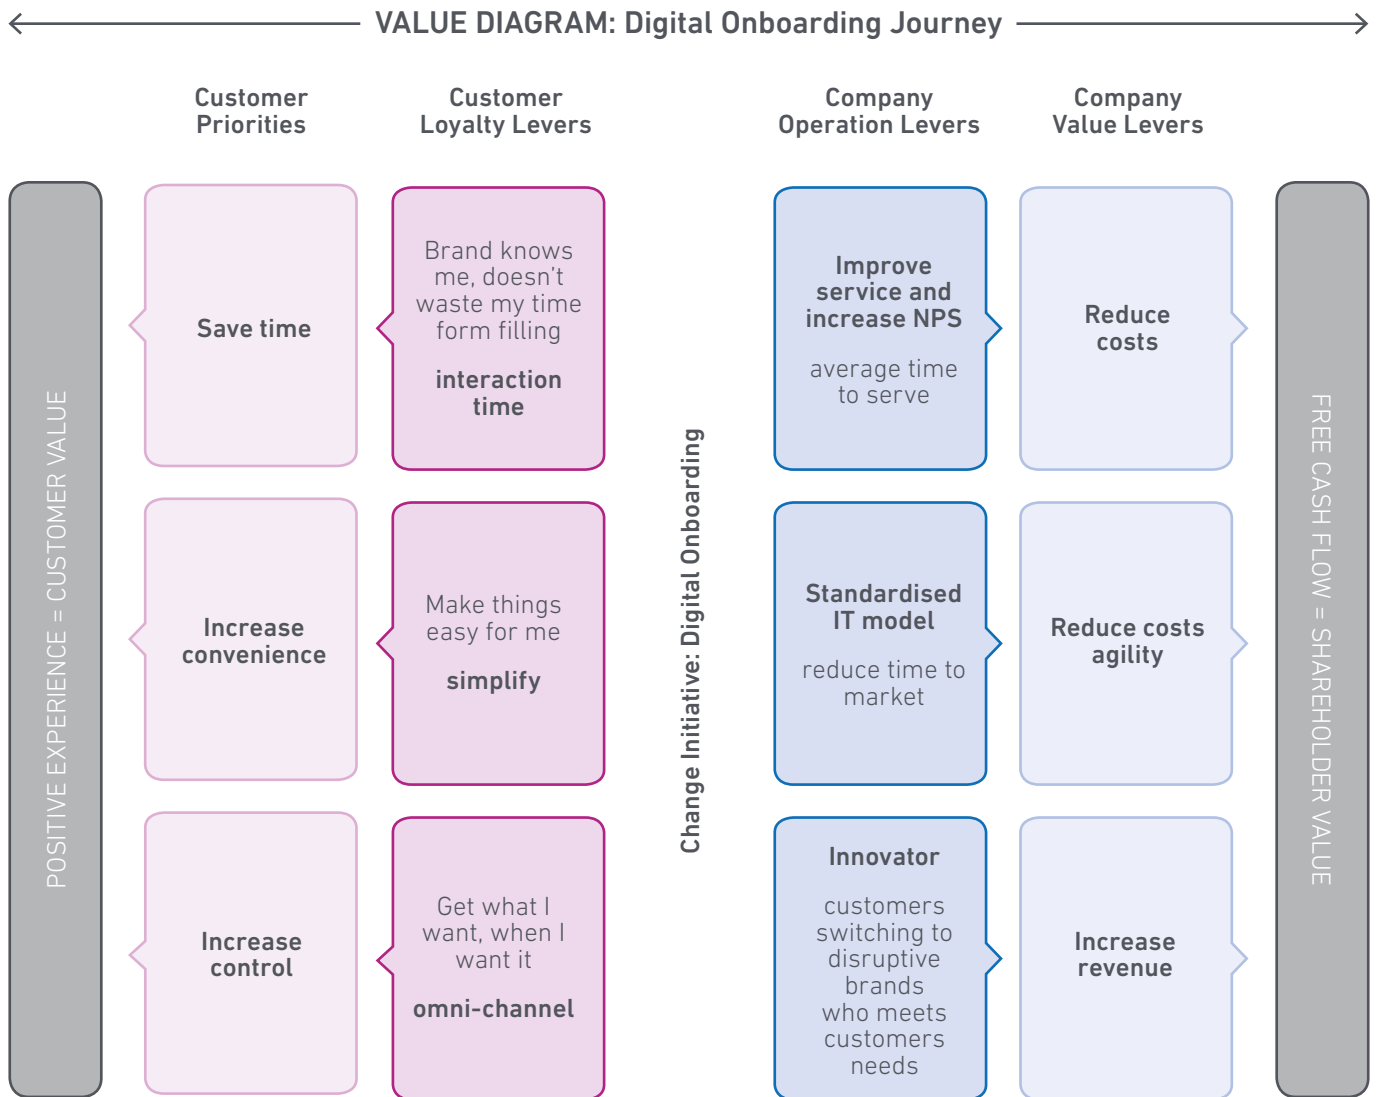 VALUE DIAGRAM: Digital Onboarding Journey
Customer
Priorities
Customer
Loyalty Levers
Company
Operation Levers
Company
Value Levers
POSITIVE EXPERIENCE = CUSTOMER VALUE
Save time
Brand knows
me, doesn't
waste my time
form filling
interaction
time
Improve
service and
increase NPS
average time
to serve
Reduce
costs
Increase
convenience
Make things
easy for me
simplify
Change Initiative: Digital Onboarding
Standardised
IT model
reduce time to
market
Reduce costs
agility
Increase
control
Get what I
want, when I
want it
omni-channel
Innovator
customers
switching to
disruptive
brands
who meets
customers
needs
Increase
revenue
FREE CASH FLOW = SHAREHOLDER VALUE